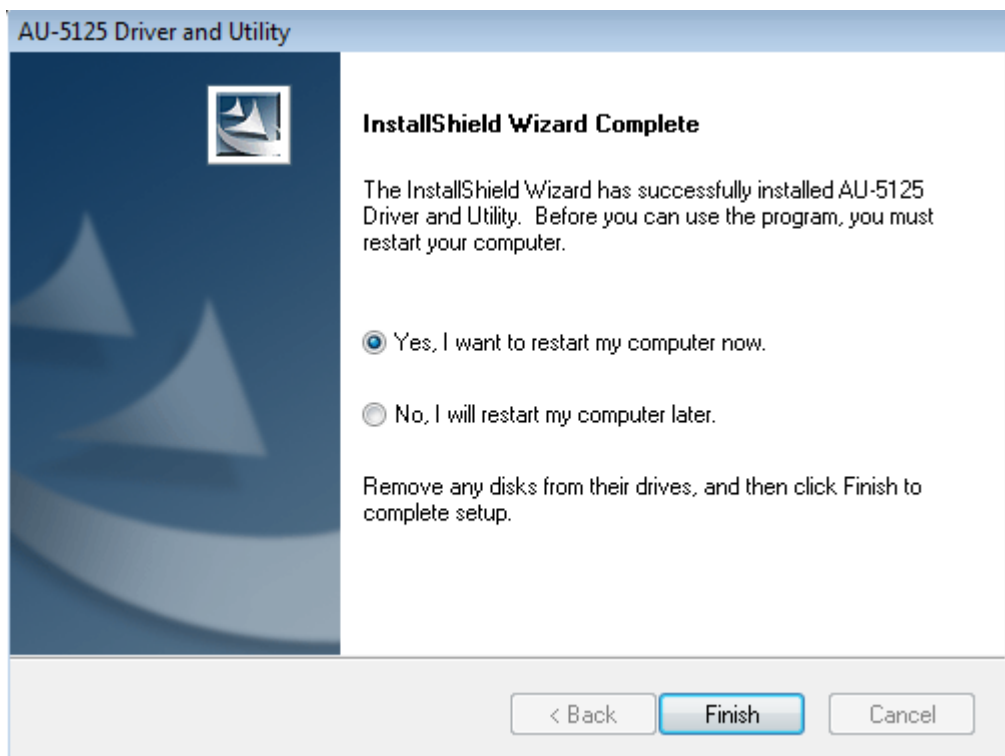 AU-5125 Driver and Utility
InstallShield Wizard Complete
The InstallShield Wizard has successfully installed AU-5125
Driver and Utility.  Before you can use the program, you must
restart your computer.
Yes, I want to restart my computer now.
No, I will restart my computer later.
Remove any disks from their drives, and then click Finish to
complete setup.
< Back
Finish
Cancel